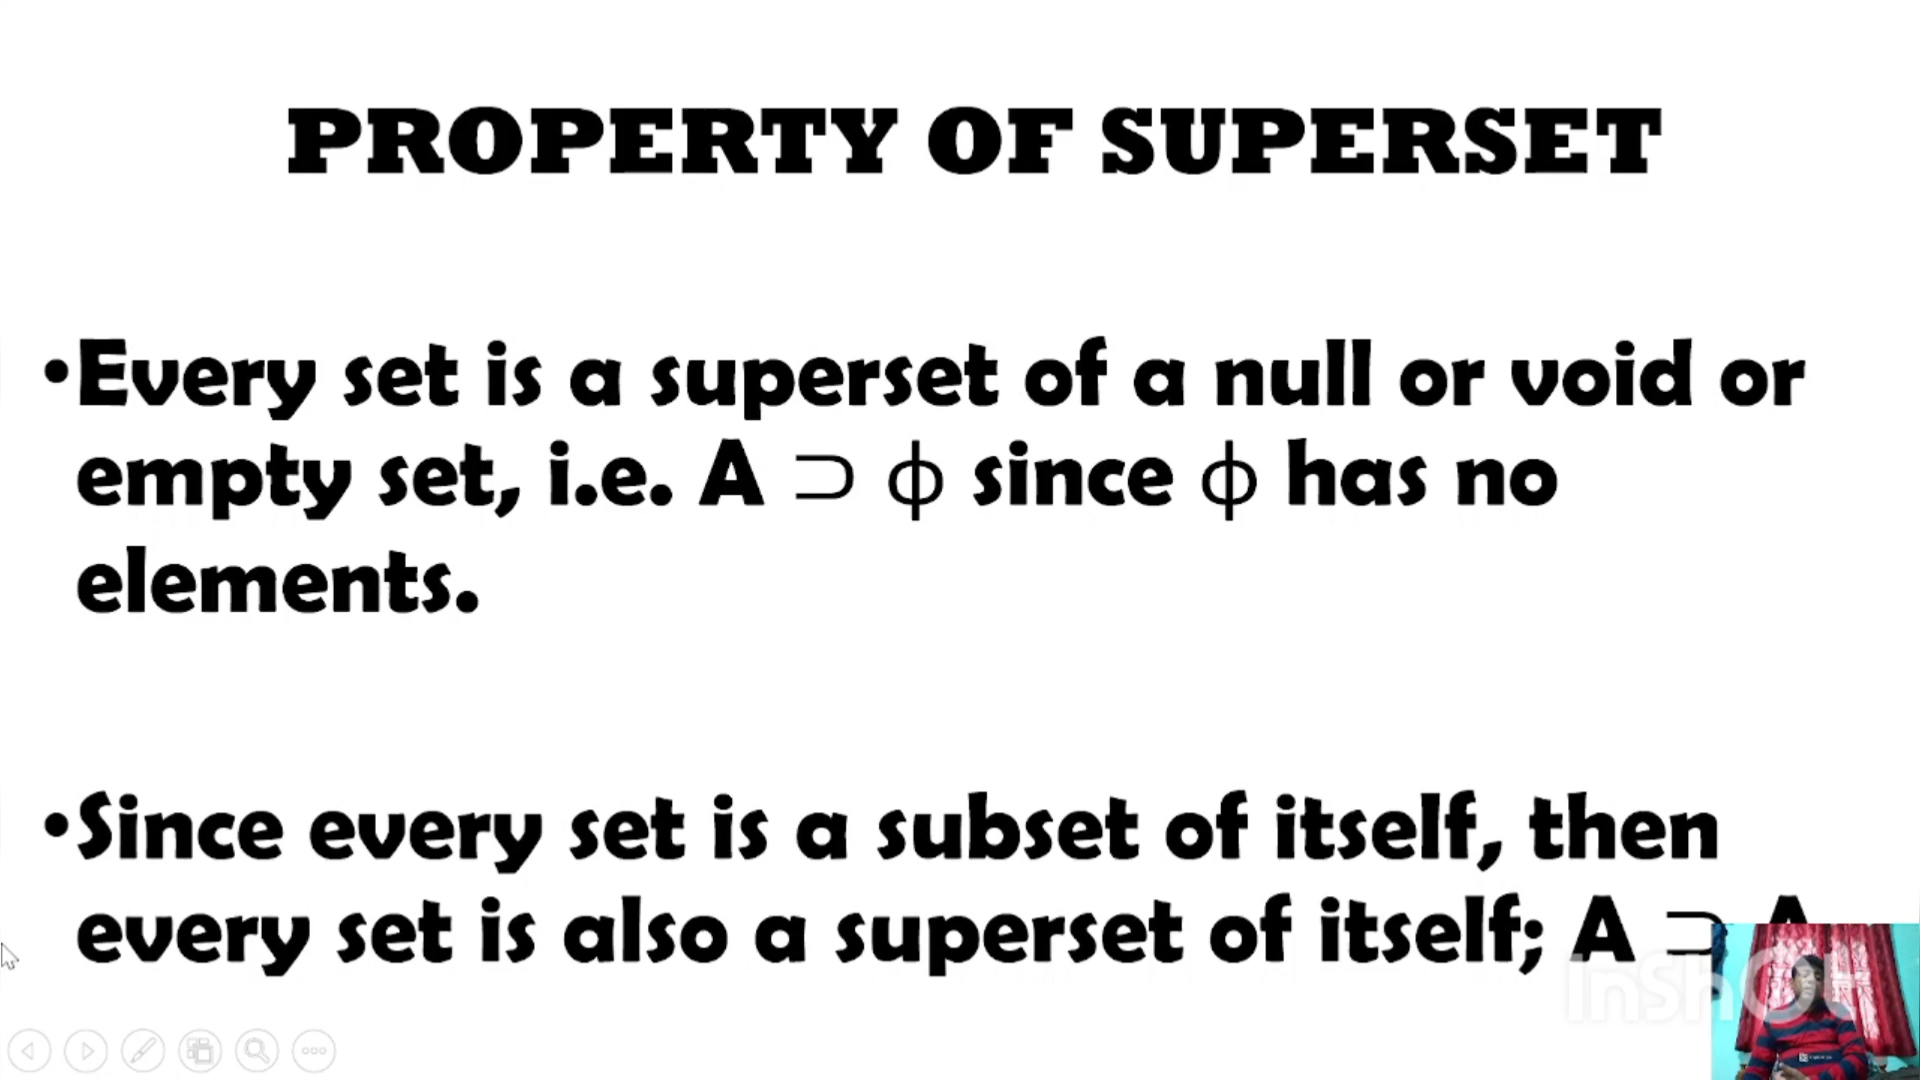 PROPERTY OF SUPERSET
•Every set is a superset of a null or void or
empty set, i.e. A ⊃ ϕ since ϕ has no
elements.
•Since every set is a subset of itself, then
every set is also a superset of itself; A ⊃ A
InShOt